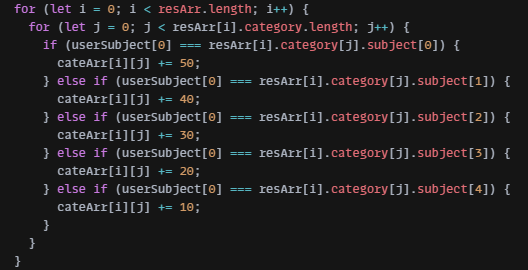 for (let i = 0; i < resArr.length; i++) {
  for (let j = 0; j < resArr[i].category.length; j++) {
    if (userSubject[0] === resArr[i].category[j].subject[0]) {
      cateArr[i][j] += 50;
    } else if (userSubject[0] === resArr[i].category[j].subject[1]) {
      cateArr[i][j] += 40;
    } else if (userSubject[0] === resArr[i].category[j].subject[2]) {
      cateArr[i][j] += 30;
    } else if (userSubject[0] === resArr[i].category[j].subject[3]) {
      cateArr[i][j] += 20;
    } else if (userSubject[0] === resArr[i].category[j].subject[4]) {
      cateArr[i][j] += 10;
    }
  }
}